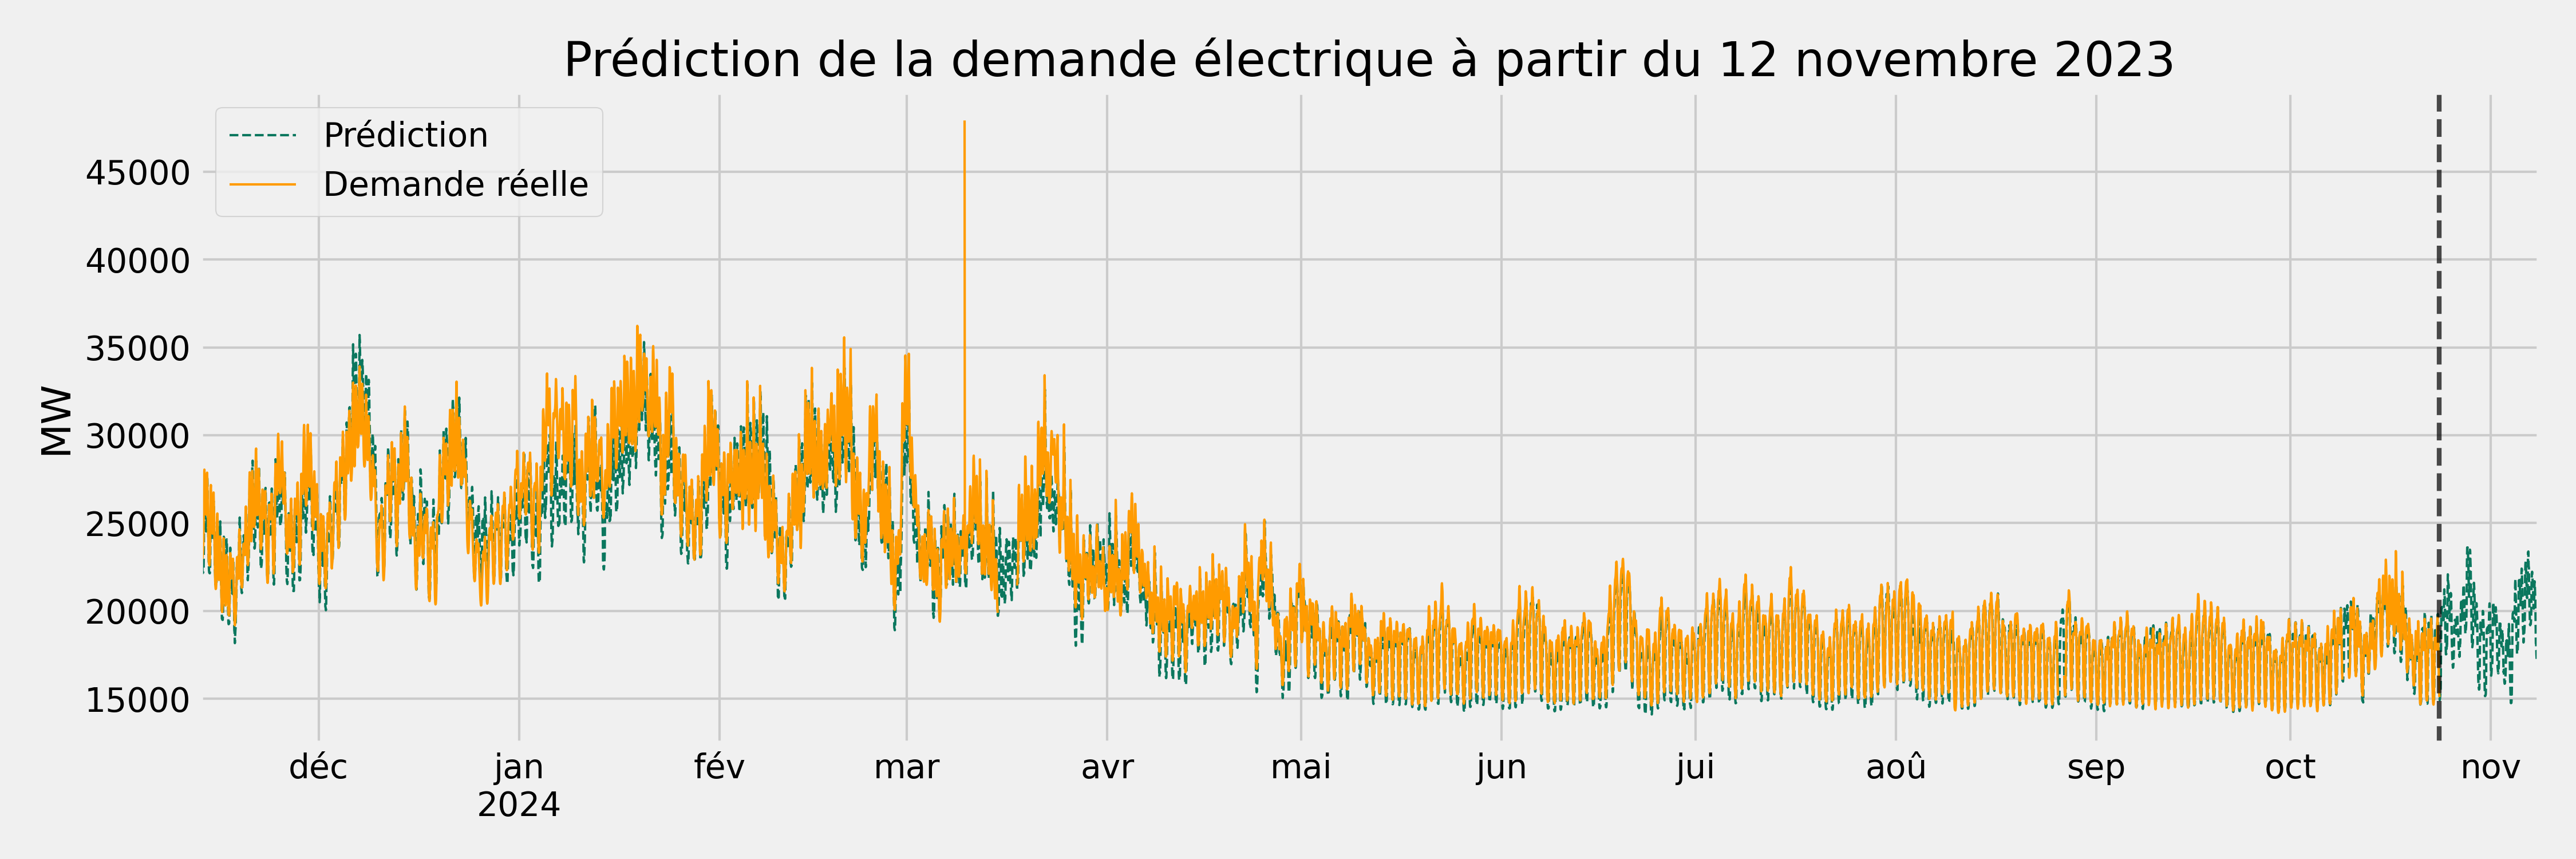 Prédiction de la demande électrique à partir du 12 novembre 2023
Prédiction
Demande réelle
45000
40000
35000
30000
25000
20000
15000
MW
déc
jan
2024
fév
mar
avr
mai
jun
jui
aoû
sep
oct
nov